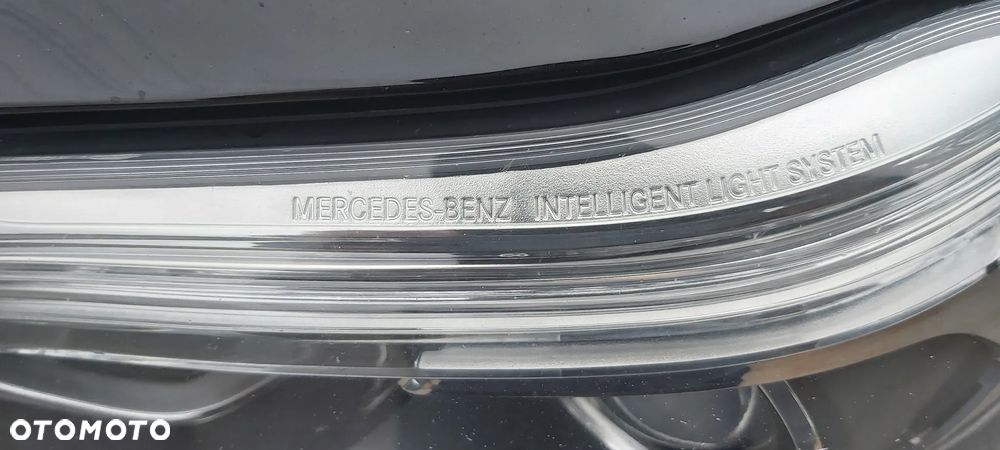 MERCEDES-BENZ INTELLIGENT LIGHT SYSTEM
OTOMOTO